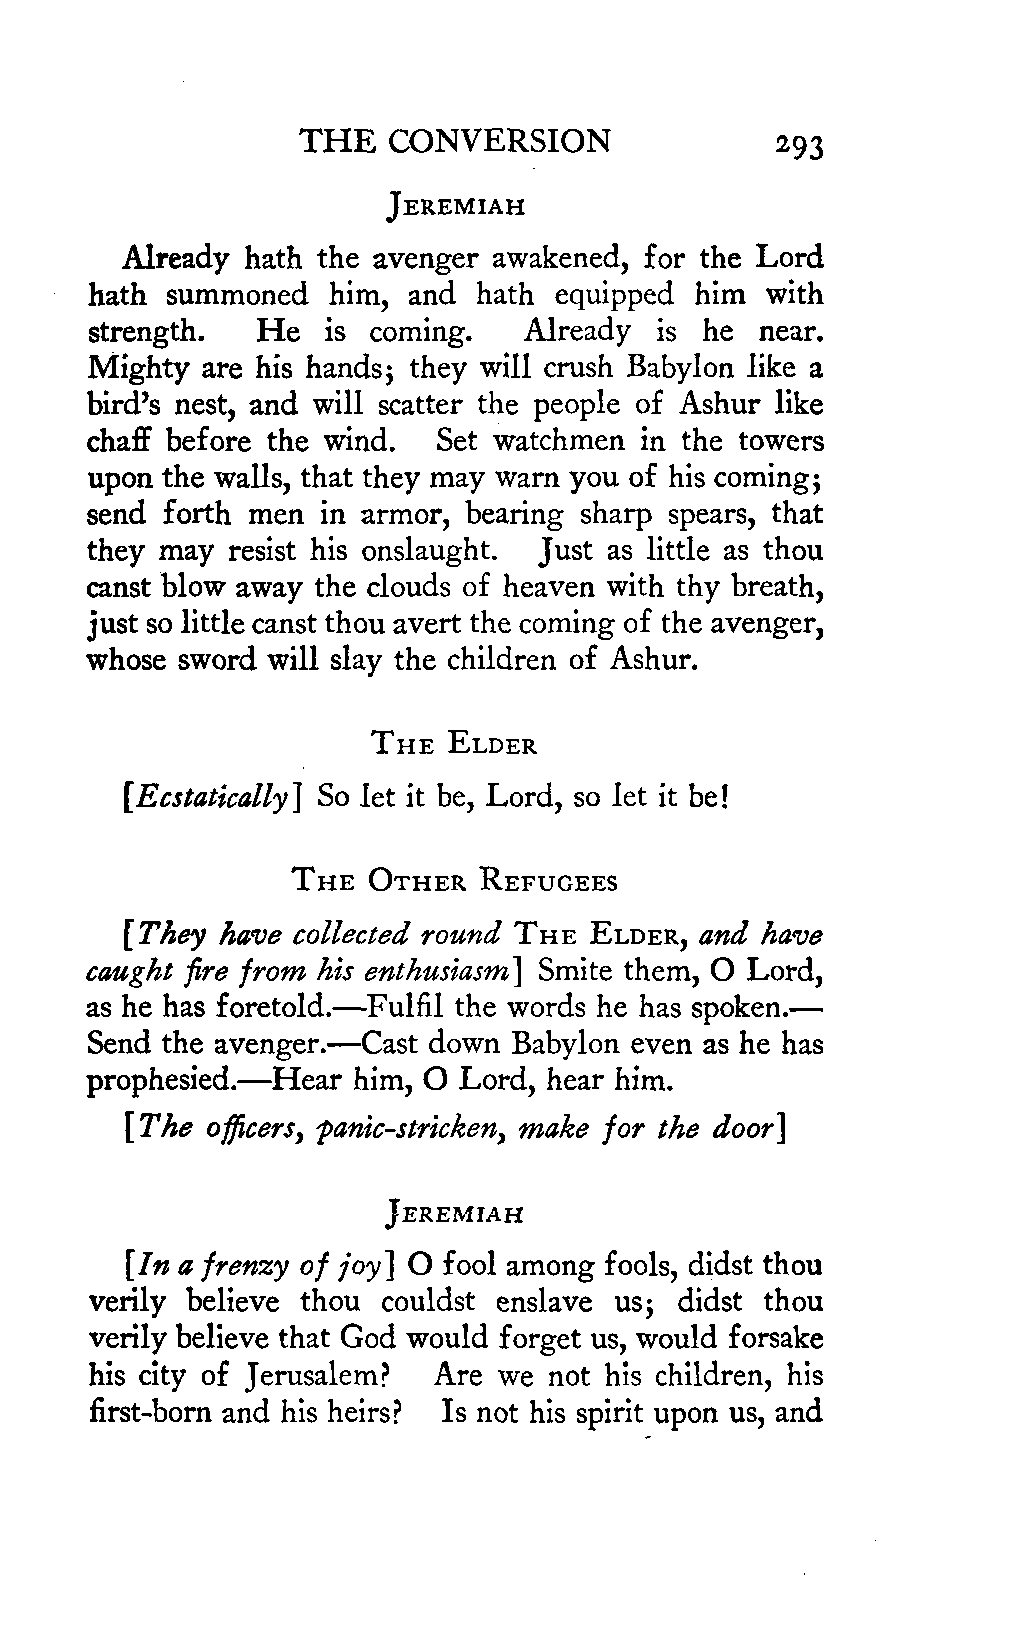 THE CONVERSION 293
JEREMIAH
Already hath the avenger awakened, for the Lord
hath summoned him, and hath equipped him with
strength. He is coming. Already is he near.
Mighty are his hands; they will crush Babylon like a
bird's nest, and will scatter the people of Ashur like
chaff before the wind. Set watchmen in the towers
upon the walls, that they may warn you of his coming;
send forth men in armor, bearing sharp spears, that
they may resist his onslaught. Just as little as thou
canst blow away the clouds of heaven with thy breath,
just so little canst thou avert the coming of the avenger,
whose sword will slay the children of Ashur.
THE ELDER
[Ecstatically] So let it be, Lord, so let it be!
THE OTHER REFUGEES
[They have collected round THE ELDER, and have
caught fire from his enthusiasm] Smite them, O Lord,
as he has foretold.—Fulfil the words he has spoken.—
Send the avenger.—Cast down Babylon even as he has
prophesied.—Hear him, O Lord, hear him.
[The officers, panic-stricken, make for the door]
JEREMIAH
[In a frenzy of joy] O fool among fools, didst thou
verily believe thou couldst enslave us; didst thou
verily believe that God would forget us, would forsake
his city of Jerusalem? Are we not his children, his
first-born and his heirs? Is not his spirit upon us, and